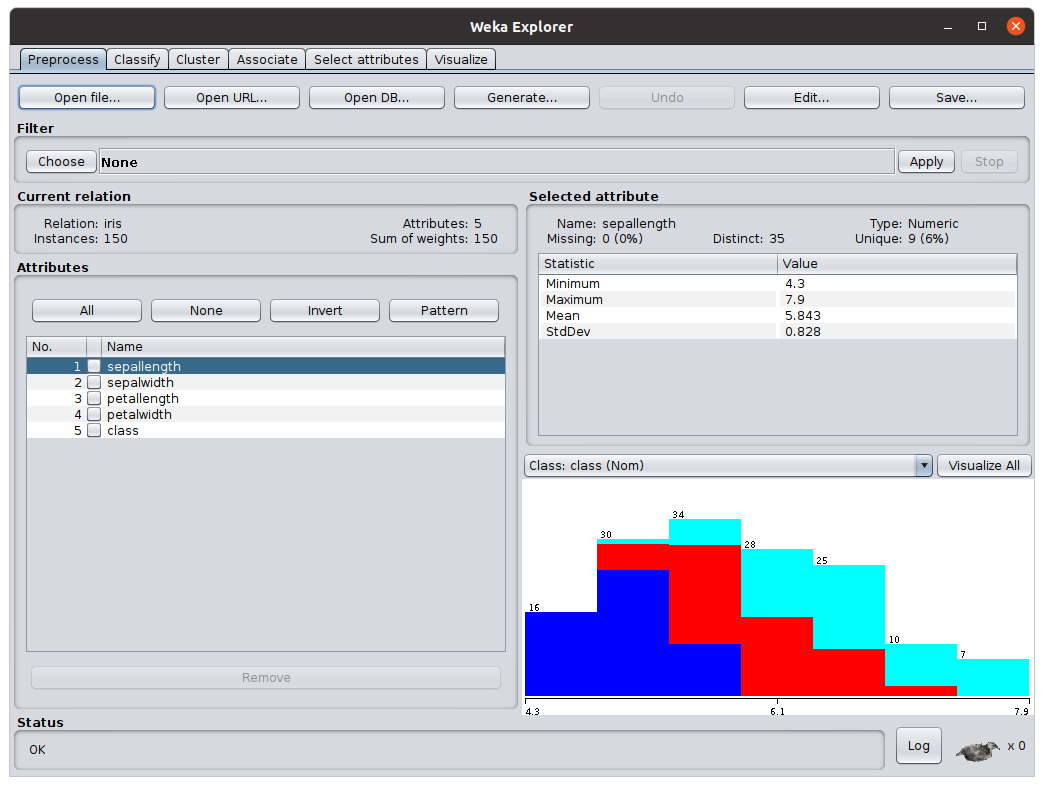 Weka Explorer
Preprocess Classify Cluster Associate Select attributes Visualize
Open file... Open URL... Open DB... Generate... Undo Edit... Save...
Filter
Choose None Apply Stop
Current relation
Relation: iris Attributes: 5
Instances: 150 Sum of weights: 150
Attributes
All None Invert Pattern
No. Name
1 sepallength
2 sepalwidth
3 petallength
4 petalwidth
5 class
Remove
Selected attribute
Name: sepallength Type: Numeric
Missing: 0 (0%) Distinct: 35 Unique: 9 (6%)
Statistic Value
Minimum 4.3
Maximum 7.9
Mean 5.843
StdDev 0.828
Class: class (Nom) Visualize All
34
30
28
25
16
10
7
4.3 6.1 7.9
Status
OK Log x 0